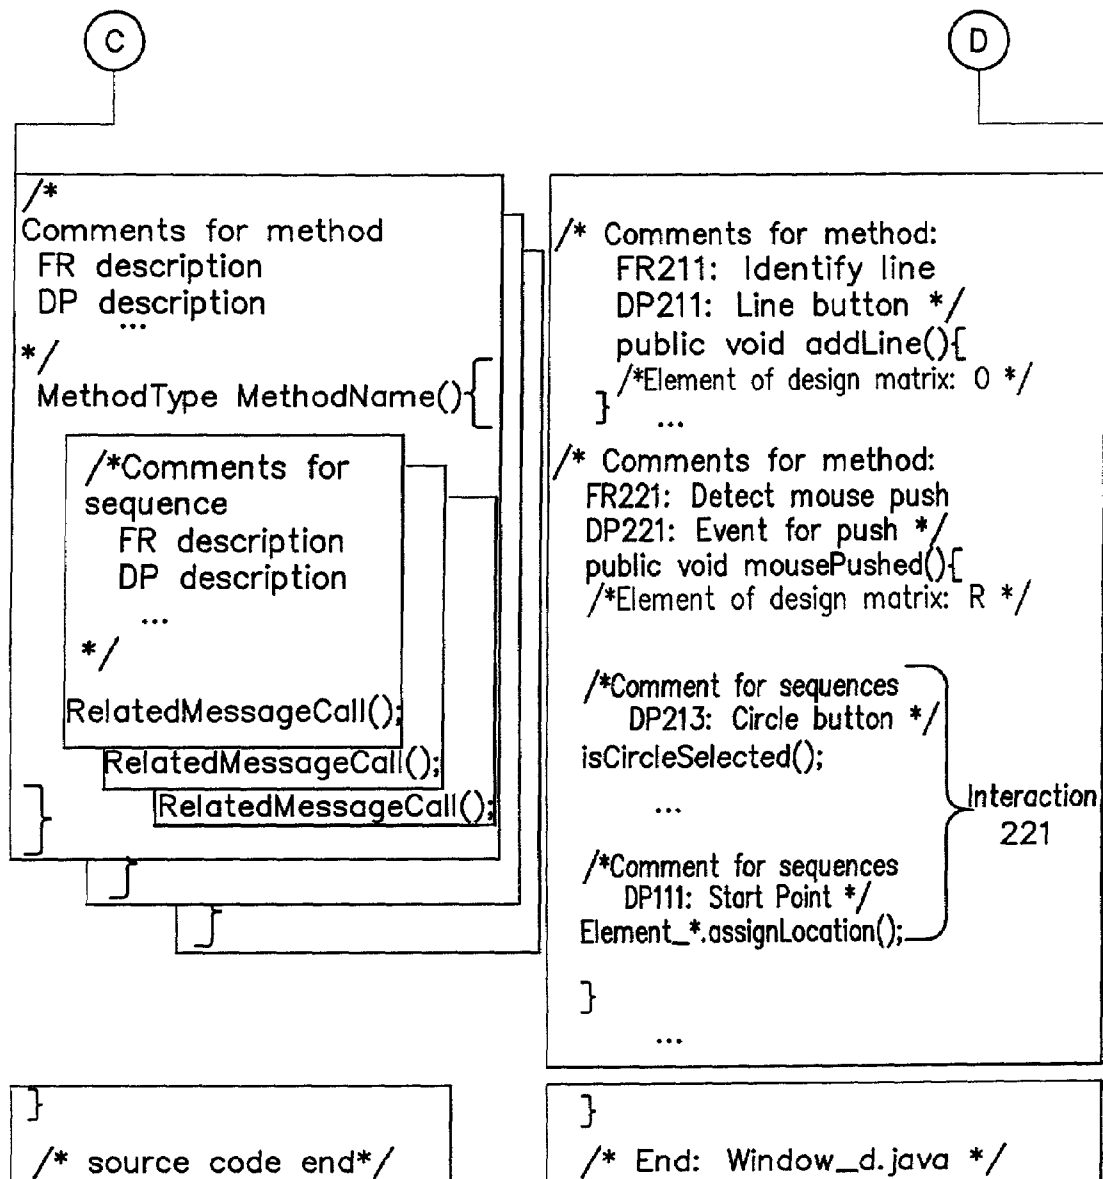 C
D
/*
Comments for method
FR description
DP description
...
*/
MethodType MethodName(){
/*Comments for
sequence
FR description
DP description
...
*/
RelatedMessageCall();
RelatedMessageCall();
RelatedMessageCall();
}
}
}
}
/* source code end*/
/* Comments for method:
FR211: Identify line
DP211: Line button */
public void addLine(){
/*Element of design matrix: O */
}
...
/* Comments for method:
FR221: Detect mouse push
DP221: Event for push */
public void mousePushed(){
/*Element of design matrix: R */
/*Comment for sequences
DP213: Circle button */
isCircleSelected();
...
/*Comment for sequences
DP111: Start Point */
Element_*.assignLocation();
Interaction
221
}
...
}
/* End: Window_d.java */